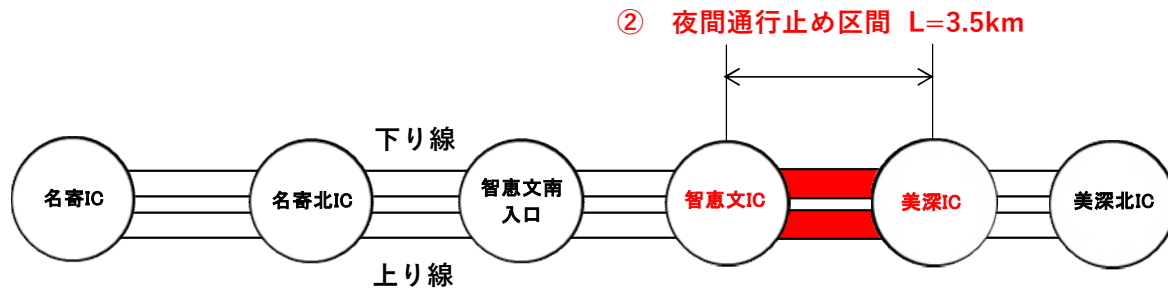 ② 夜間通行止め区間 L=3.5km
下り線
名寄IC
名寄北IC
智恵文南
入口
智恵文IC
美深IC
美深北IC
上り線